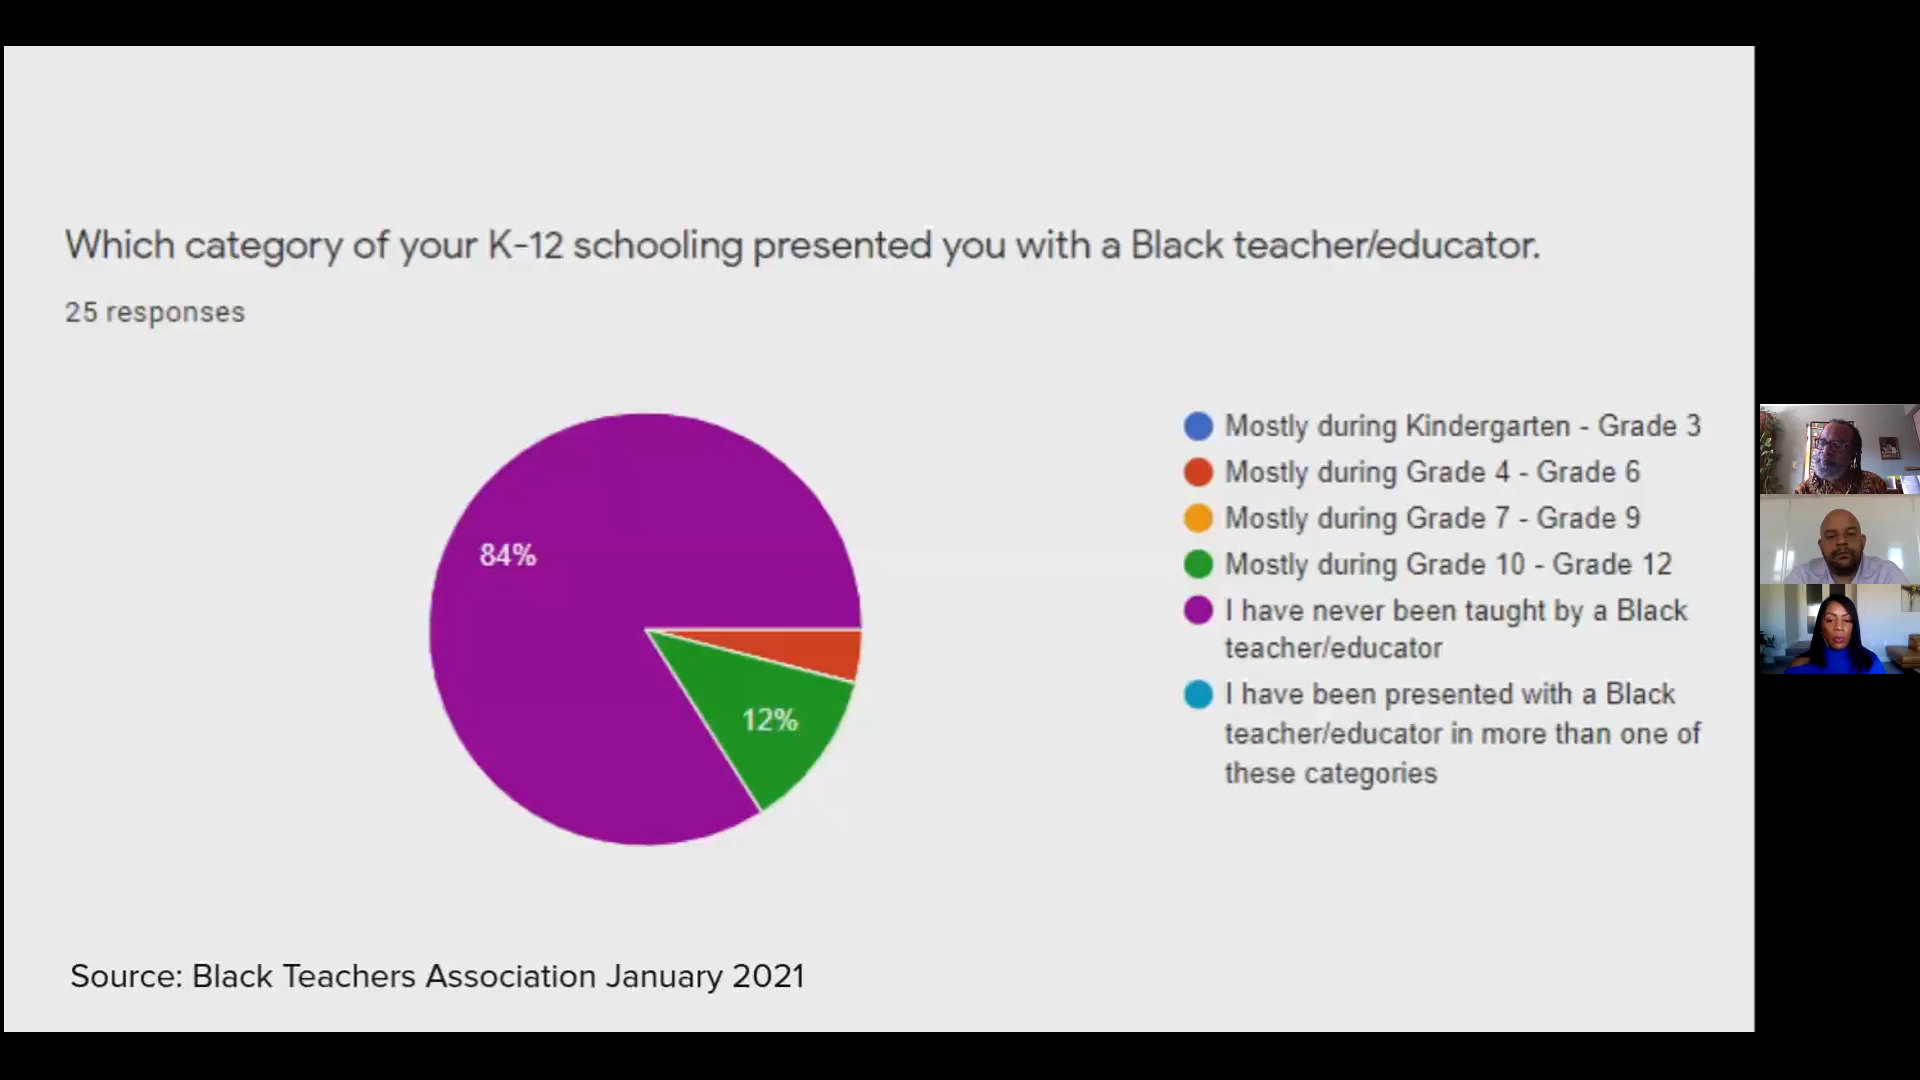 Which category of your K-12 schooling presented you with a Black teacher/educator.
25 responses
84%
12%
Mostly during Kindergarten - Grade 3
Mostly during Grade 4 - Grade 6
Mostly during Grade 7 - Grade 9
Mostly during Grade 10 - Grade 12
I have never been taught by a Black
teacher/educator
I have been presented with a Black
teacher/educator in more than one of
these categories
Source: Black Teachers Association January 2021